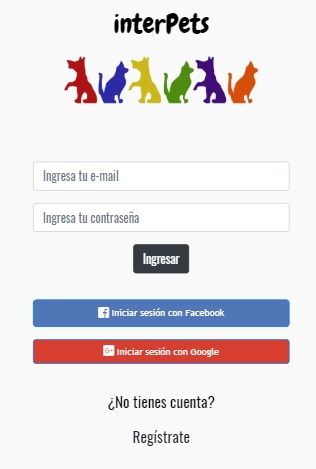 interPets
Ingresa tu e-mail
Ingresa tu contraseña
Ingresar
Iniciar sesión con Facebook
Iniciar sesión con Google
¿No tienes cuenta?
Regístrate